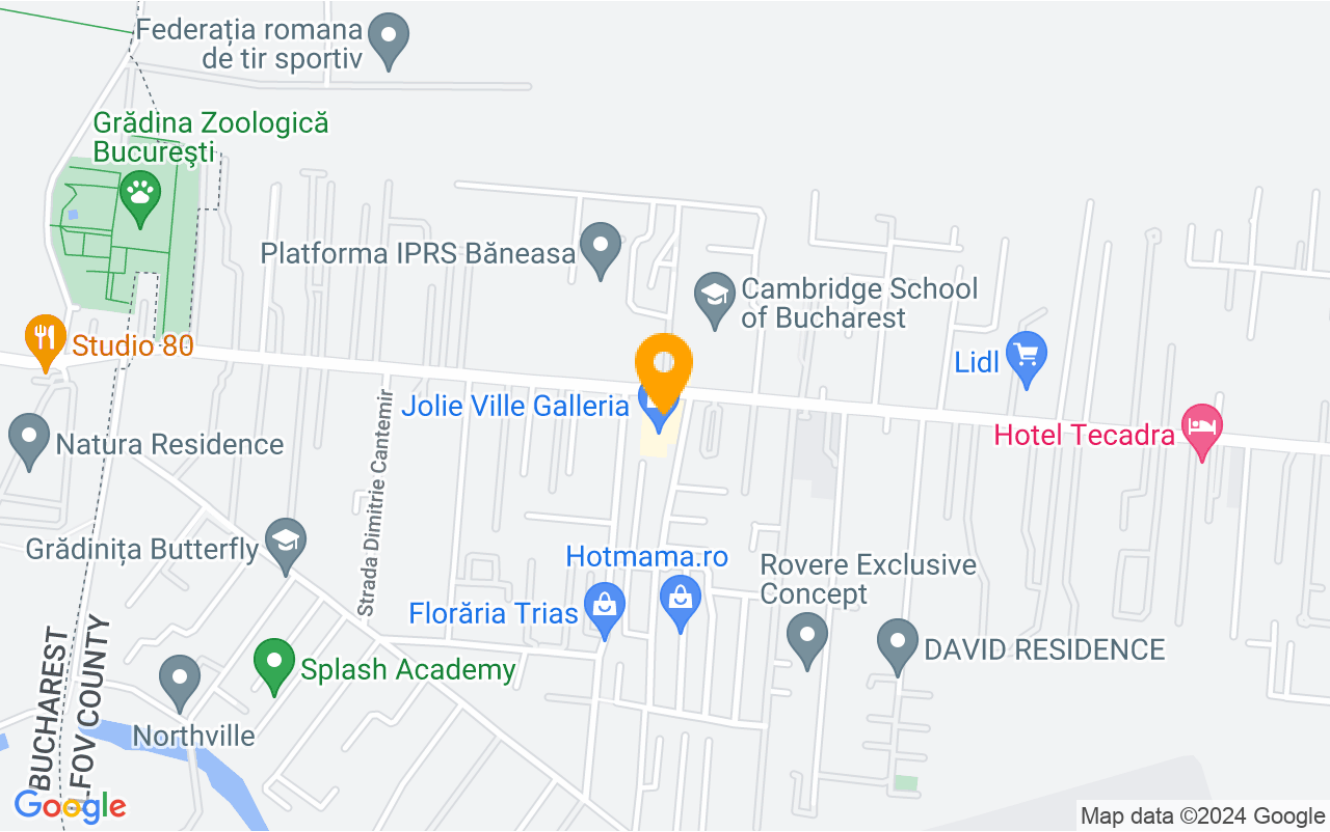 Federația romana
de tir sportiv
Grădina Zoologică
București
Platforma IPRS Băneasa
Cambridge School
of Bucharest
Studio 80
Lidl
Jolie Ville Galleria
Hotel Tecadra
Natura Residence
Strada Dimitrie Cantemir
Grădinița Butterfly
Hotmama.ro
Rovere Exclusive
Concept
Florăria Trias
DAVID RESIDENCE
Splash Academy
Northville
BUCHAREST
FOV COUNTY
Google
Map data ©2024 Google